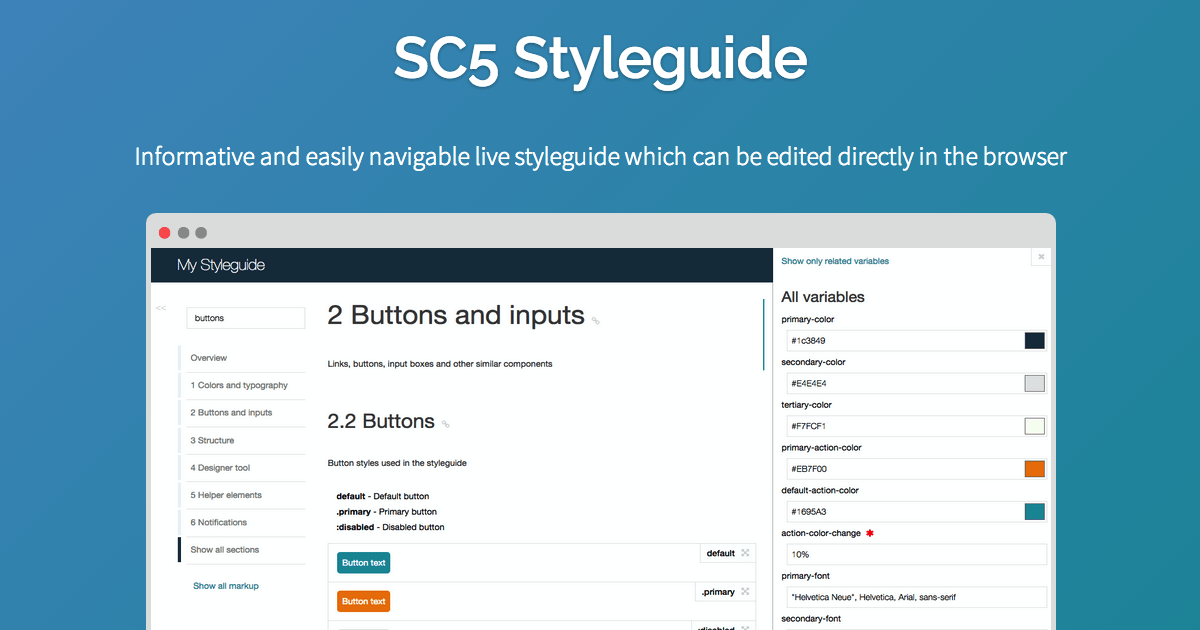 SC5 Styleguide
Informative and easily navigable live styleguide which can be edited directly in the browser
My Styleguide
<<
buttons
Overview
1 Colors and typography
2 Buttons and inputs
3 Structure
4 Designer tool
5 Helper elements
6 Notifications
Show all sections
Show all markup
2 Buttons and inputs
Links, buttons, input boxes and other similar components
2.2 Buttons
Button styles used in the styleguide
default - Default button
.primary - Primary button
:disabled - Disabled button
default
Button text
.primary
Button text
:disabled
Show only related variables
All variables
primary-color
#1c3849
secondary-color
#E4E4E4
tertiary-color
#F7FCF1
primary-action-color
#EB7F00
default-action-color
#1695A3
action-color-change *
10%
primary-font
"Helvetica Neue", Helvetica, Arial, sans-serif
secondary-font